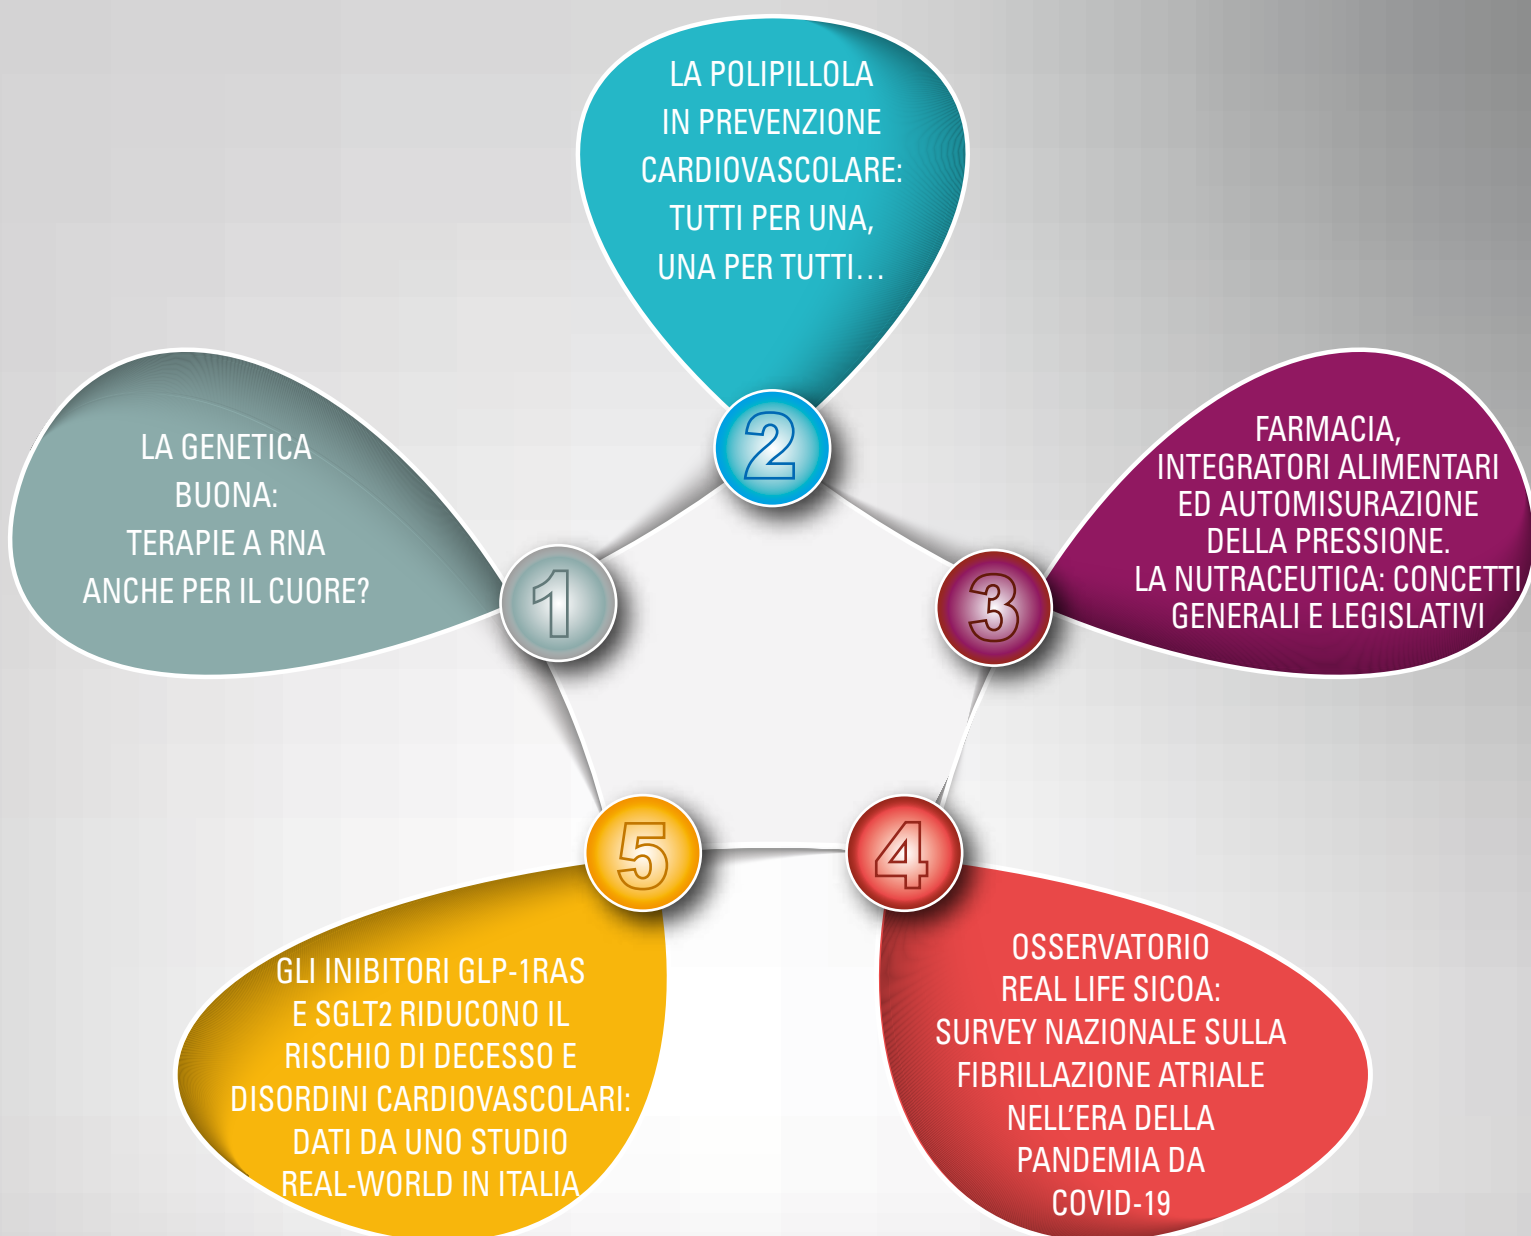 1
LA GENETICA
BUONA:
TERAPIE A RNA
ANCHE PER IL CUORE?
2
LA POLIPILLOLA
IN PREVENZIONE
CARDIOVASCOLARE:
TUTTI PER UNA,
UNA PER TUTTI…
3
FARMACIA,
INTEGRATORI ALIMENTARI
ED AUTOMISURAZIONE
DELLA PRESSIONE.
LA NUTRACEUTICA: CONCETTI
GENERALI E LEGISLATIVI
4
OSSERVATORIO
REAL LIFE SICOA:
SURVEY NAZIONALE SULLA
FIBRILLAZIONE ATRIALE
NELL'ERA DELLA
PANDEMIA DA
COVID-19
5
GLI INIBITORI GLP-1RAS
E SGLT2 RIDUCONO IL
RISCHIO DI DECESSO E
DISORDINI CARDIOVASCOLARI:
DATI DA UNO STUDIO
REAL-WORLD IN ITALIA